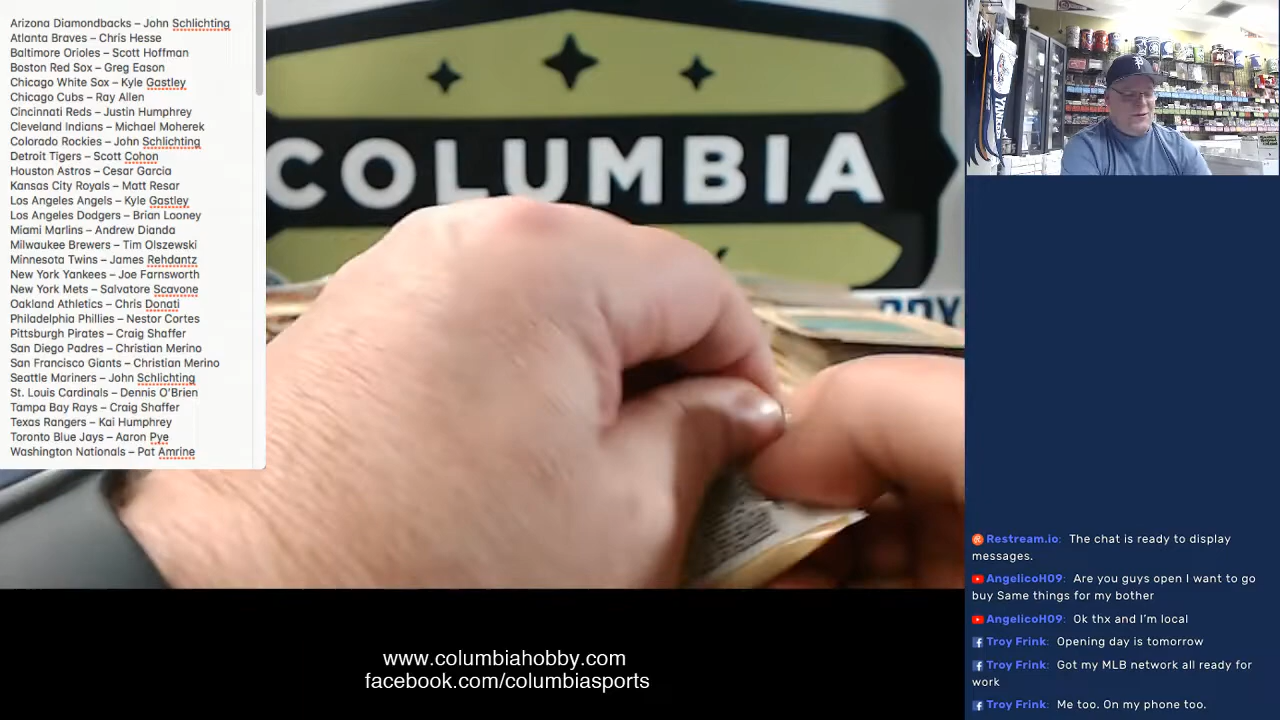 Arizona Diamondbacks – John Schlichting
Atlanta Braves – Chris Hesse
Baltimore Orioles – Scott Hoffman
Boston Red Sox – Greg Eason
Chicago White Sox – Kyle Gastley
Chicago Cubs – Ray Allen
Cincinnati Reds – Justin Humphrey
Cleveland Indians – Michael Moherek
Colorado Rockies – John Schlichting
Detroit Tigers – Scott Cohon
Houston Astros – Cesar Garcia
Kansas City Royals – Matt Resar
Los Angeles Angels – Kyle Gastley
Los Angeles Dodgers – Brian Looney
Miami Marlins – Andrew Dianda
Milwaukee Brewers – Tim Olszewski
Minnesota Twins – James Rehdantz
New York Yankees – Joe Farnsworth
New York Mets – Salvatore Scavone
Oakland Athletics – Chris Donati
Philadelphia Phillies – Nestor Cortes
Pittsburgh Pirates – Craig Shaffer
San Diego Padres – Christian Merino
San Francisco Giants – Christian Merino
Seattle Mariners – John Schlichting
St. Louis Cardinals – Dennis O'Brien
Tampa Bay Rays – Craig Shaffer
Texas Rangers – Kai Humphrey
Toronto Blue Jays – Aaron Pye
Washington Nationals – Pat Amrine
COLUMBIA
www.columbiahobby.com
facebook.com/columbiasports
Restream.io: The chat is ready to display
messages.
AngelicoH09: Are you guys open I want to go
buy Same things for my bother
AngelicoH09: Ok thx and I'm local
Troy Frink: Opening day is tomorrow
Troy Frink: Got my MLB network all ready for
work
Troy Frink: Me too. On my phone too.